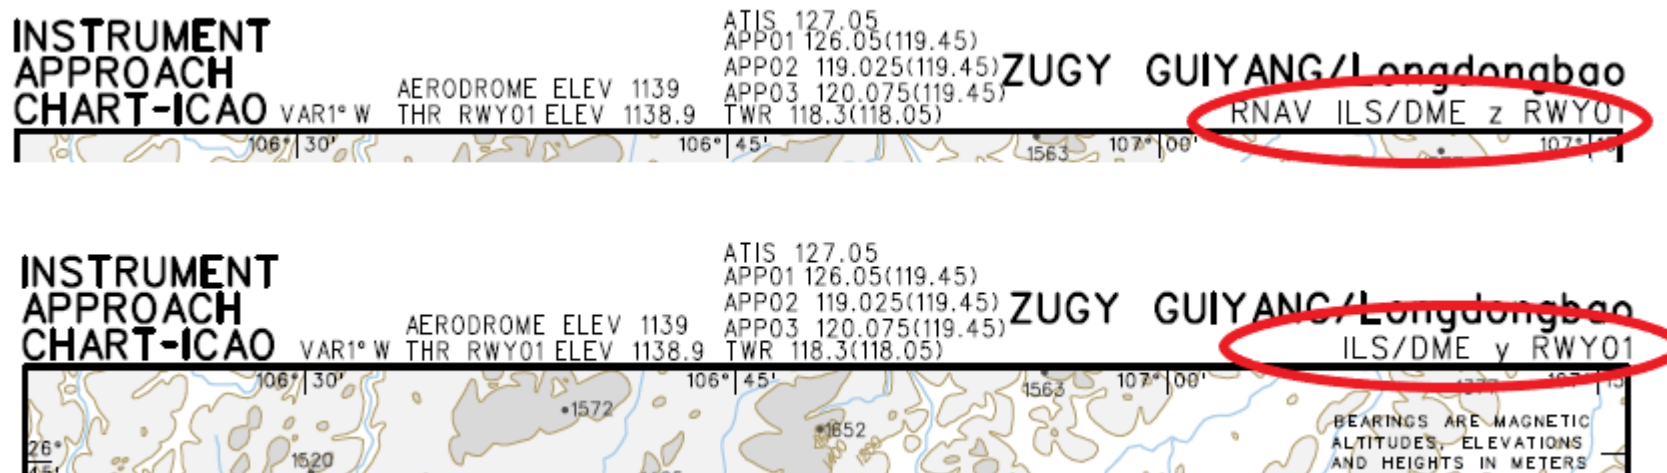 INSTRUMENT
APPROACH
CHART-ICAO
VAR1° W
AERODROME ELEV 1139
THR RWY01 ELEV 1138.9
ATIS 127.05
APP01 126.05(119.45)
APP02 119.025(119.45)
APP03 120.075(119.45)
TWR 118.3(118.05)
ZUGY GUIYANG/Longdongbao
RNAV ILS/DME z RWY01
106° 30'
106° 45'
1563
107° 00'
107°
INSTRUMENT
APPROACH
CHART-ICAO
VAR1° W
AERODROME ELEV 1139
THR RWY01 ELEV 1138.9
ATIS 127.05
APP01 126.05(119.45)
APP02 119.025(119.45)
APP03 120.075(119.45)
TWR 118.3(118.05)
ZUGY GUIYANG/Longdongbao
ILS/DME y RWY01
106° 30'
106° 45'
1563
107° 00'
1572
1652
BEARINGS ARE MAGNETIC
ALTITUDES, ELEVATIONS
AND HEIGHTS IN METERS
26°
1520